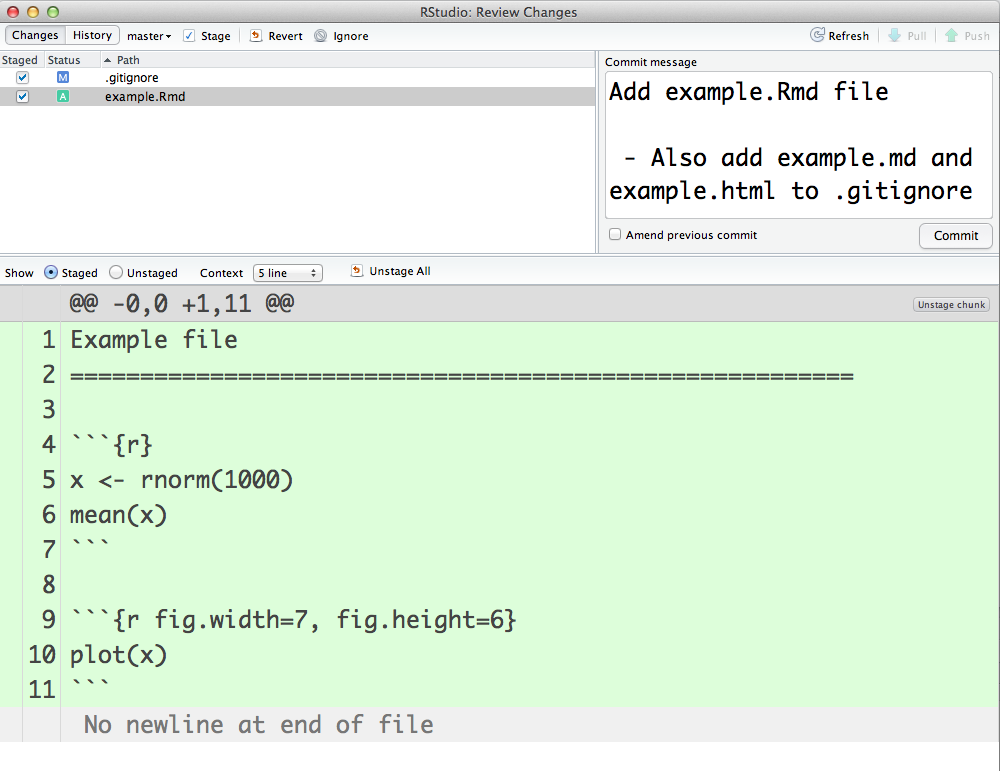 RStudio: Review Changes
Changes History master Stage Revert Ignore Refresh Pull Push
Staged Status Path
M .gitignore
A example.Rmd
Commit message
Add example.Rmd file
- Also add example.md and
example.html to .gitignore
Amend previous commit Commit
Show Staged Unstaged Context 5 line Unstage All
@@ -0,0 +1,11 @@ Unstage chunk
1 Example file
2 ========================================================
3
4 ```{r}
5 x <- rnorm(1000)
6 mean(x)
7 ```
8
9 ```{r fig.width=7, fig.height=6}
10 plot(x)
11 ```
No newline at end of file